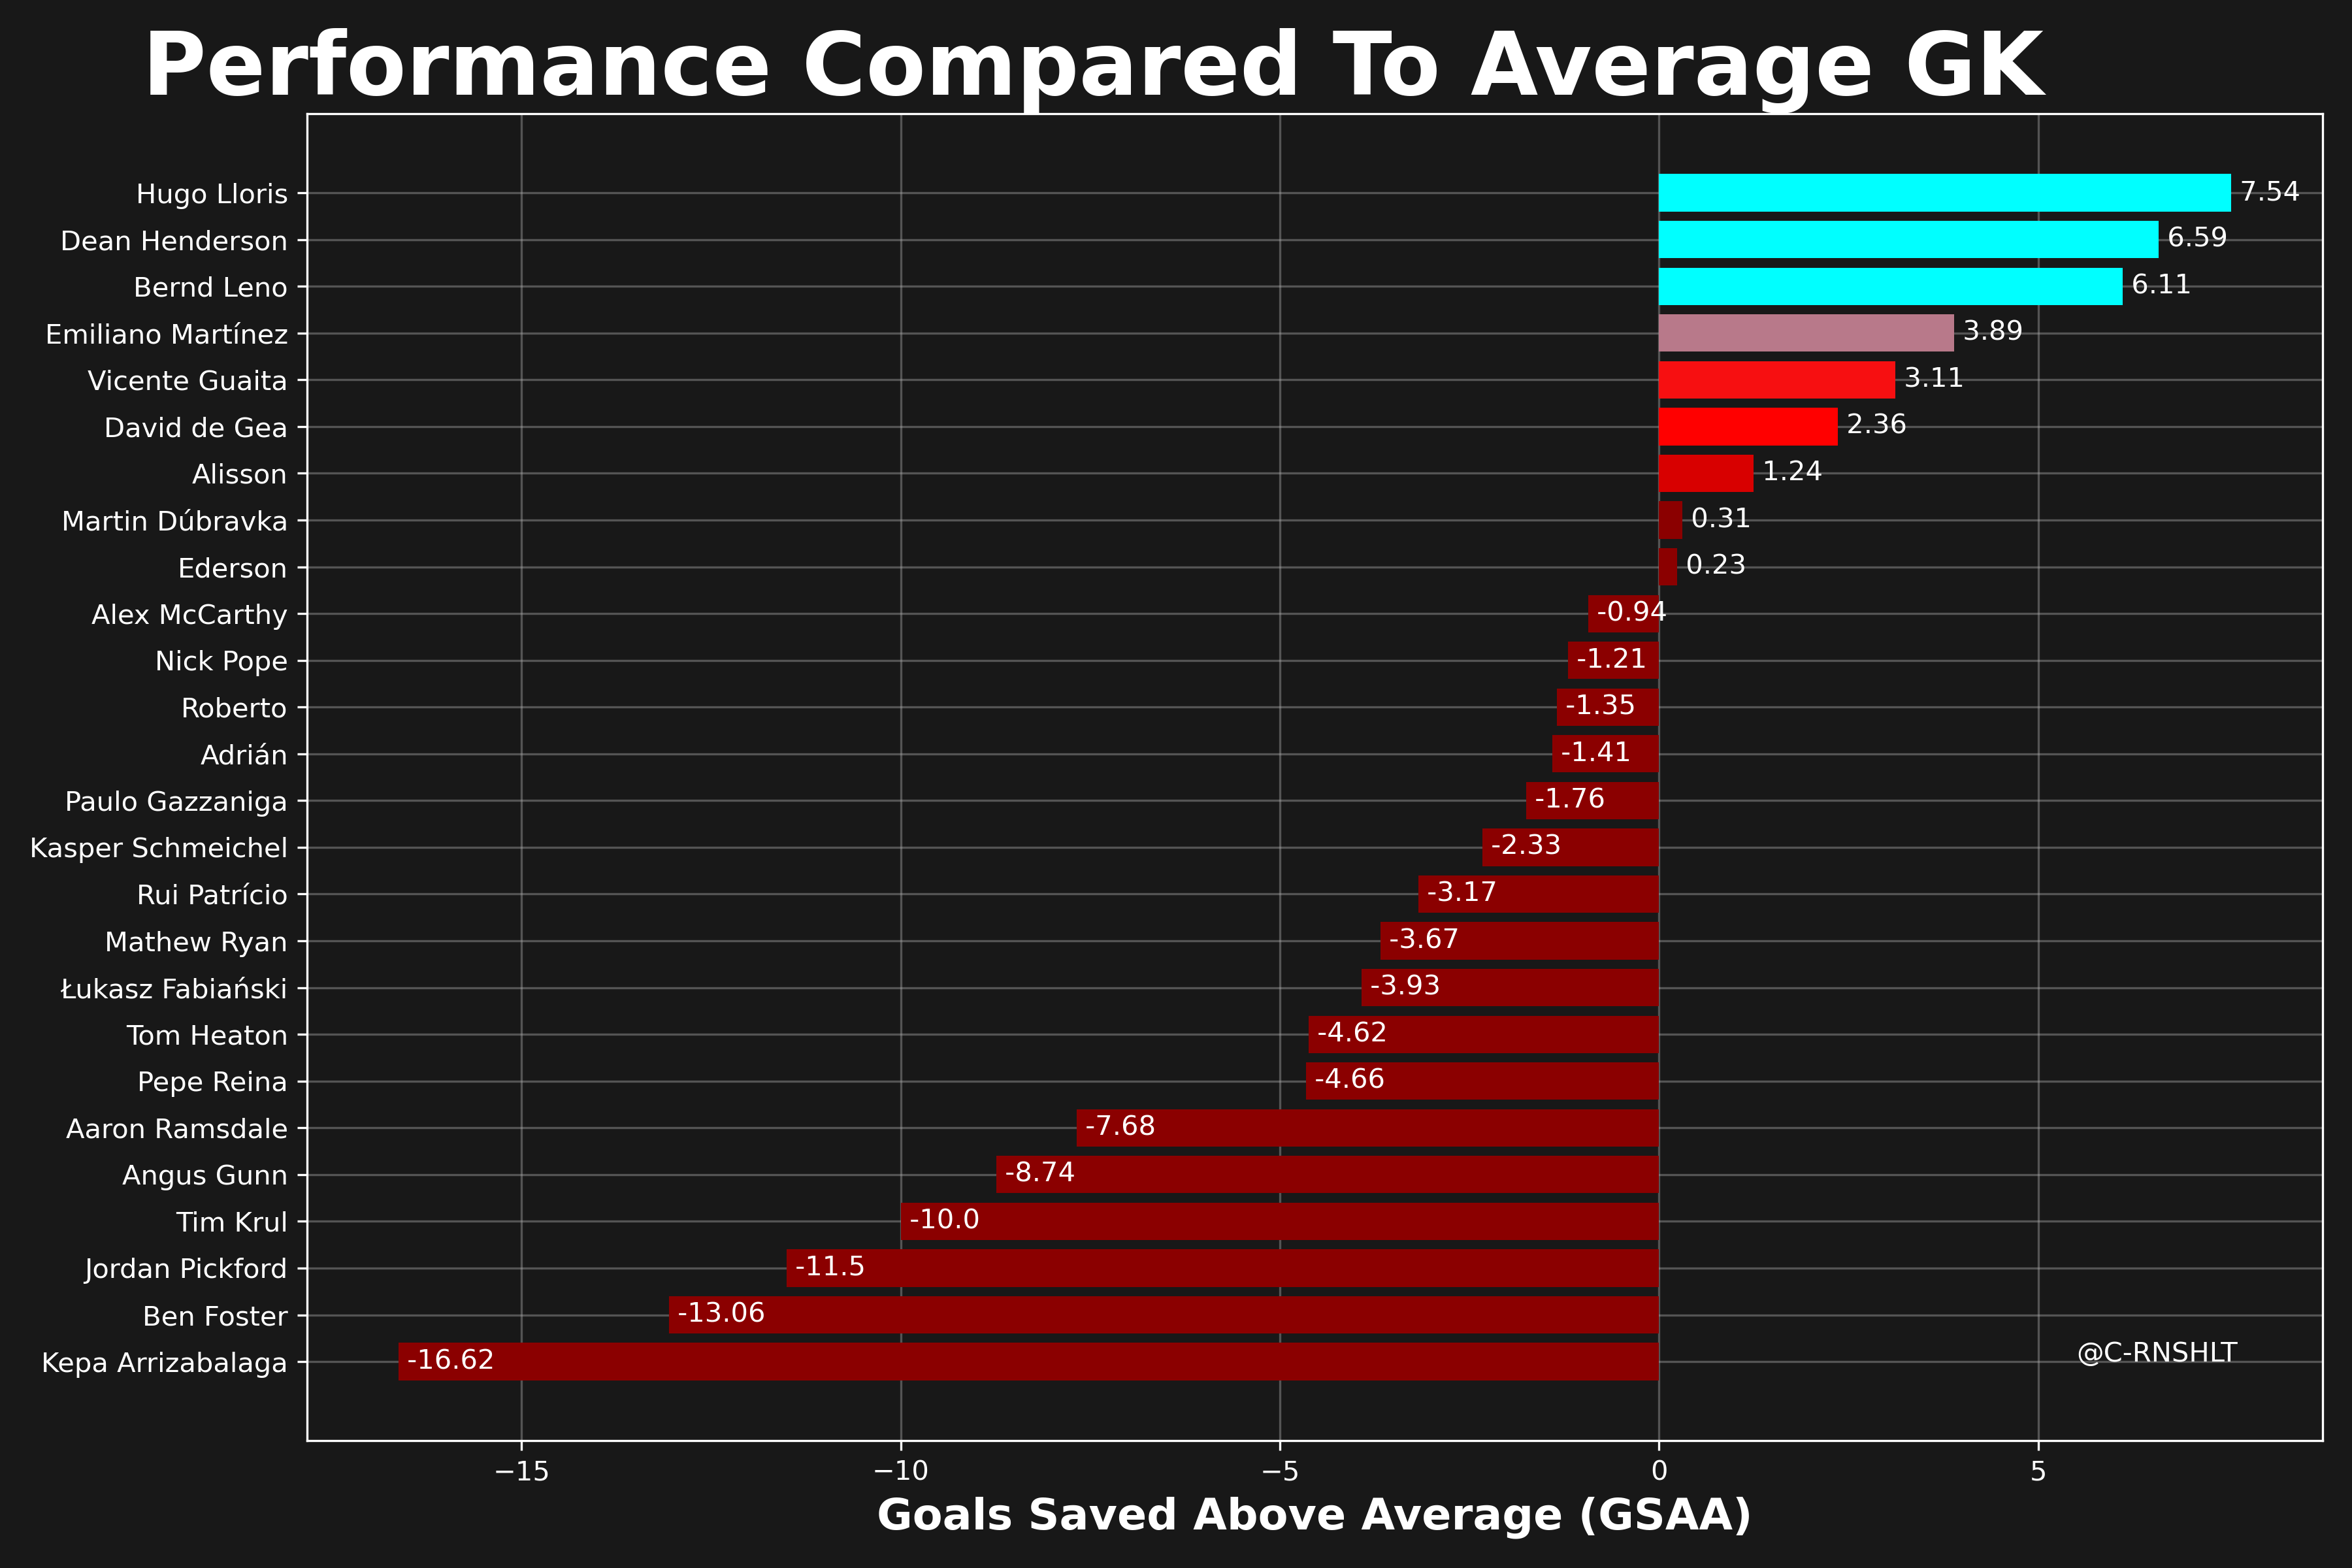 Performance Compared To Average GK
Hugo Lloris 7.54
Dean Henderson 6.59
Bernd Leno 6.11
Emiliano Martínez 3.89
Vicente Guaita 3.11
David de Gea 2.36
Alisson 1.24
Martin Dúbravka 0.31
Ederson 0.23
Alex McCarthy -0.94
Nick Pope -1.21
Roberto -1.35
Adrián -1.41
Paulo Gazzaniga -1.76
Kasper Schmeichel -2.33
Rui Patrício -3.17
Mathew Ryan -3.67
Łukasz Fabiański -3.93
Tom Heaton -4.62
Pepe Reina -4.66
Aaron Ramsdale -7.68
Angus Gunn -8.74
Tim Krul -10.0
Jordan Pickford -11.5
Ben Foster -13.06
Kepa Arrizabalaga -16.62 @C-RNSHLT
−15 −10 −5 0 5
Goals Saved Above Average (GSAA)